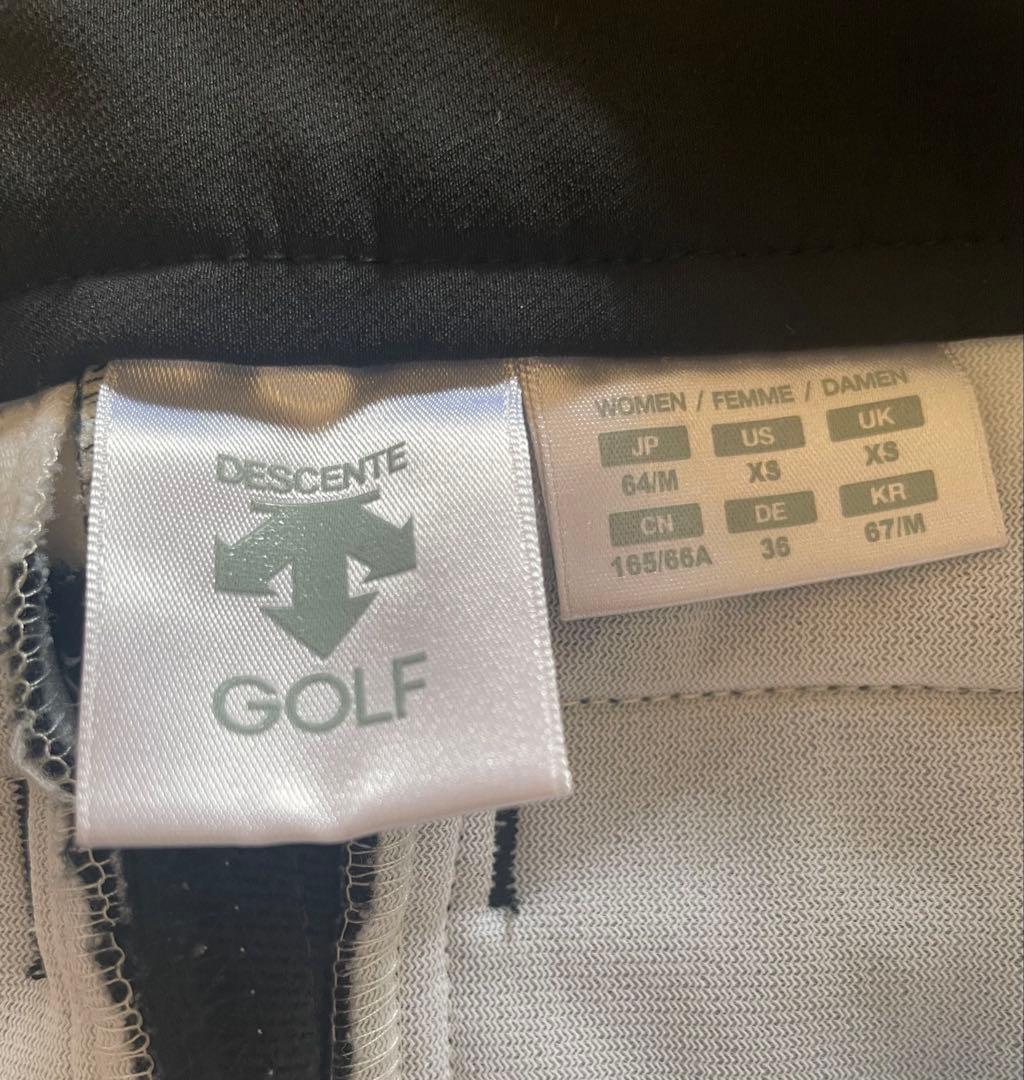 DESCENTE
GOLF
WOMEN / FEMME / DAMEN
JP US UK
64/M XS XS
CN DE KR
165/66A 36 67/M